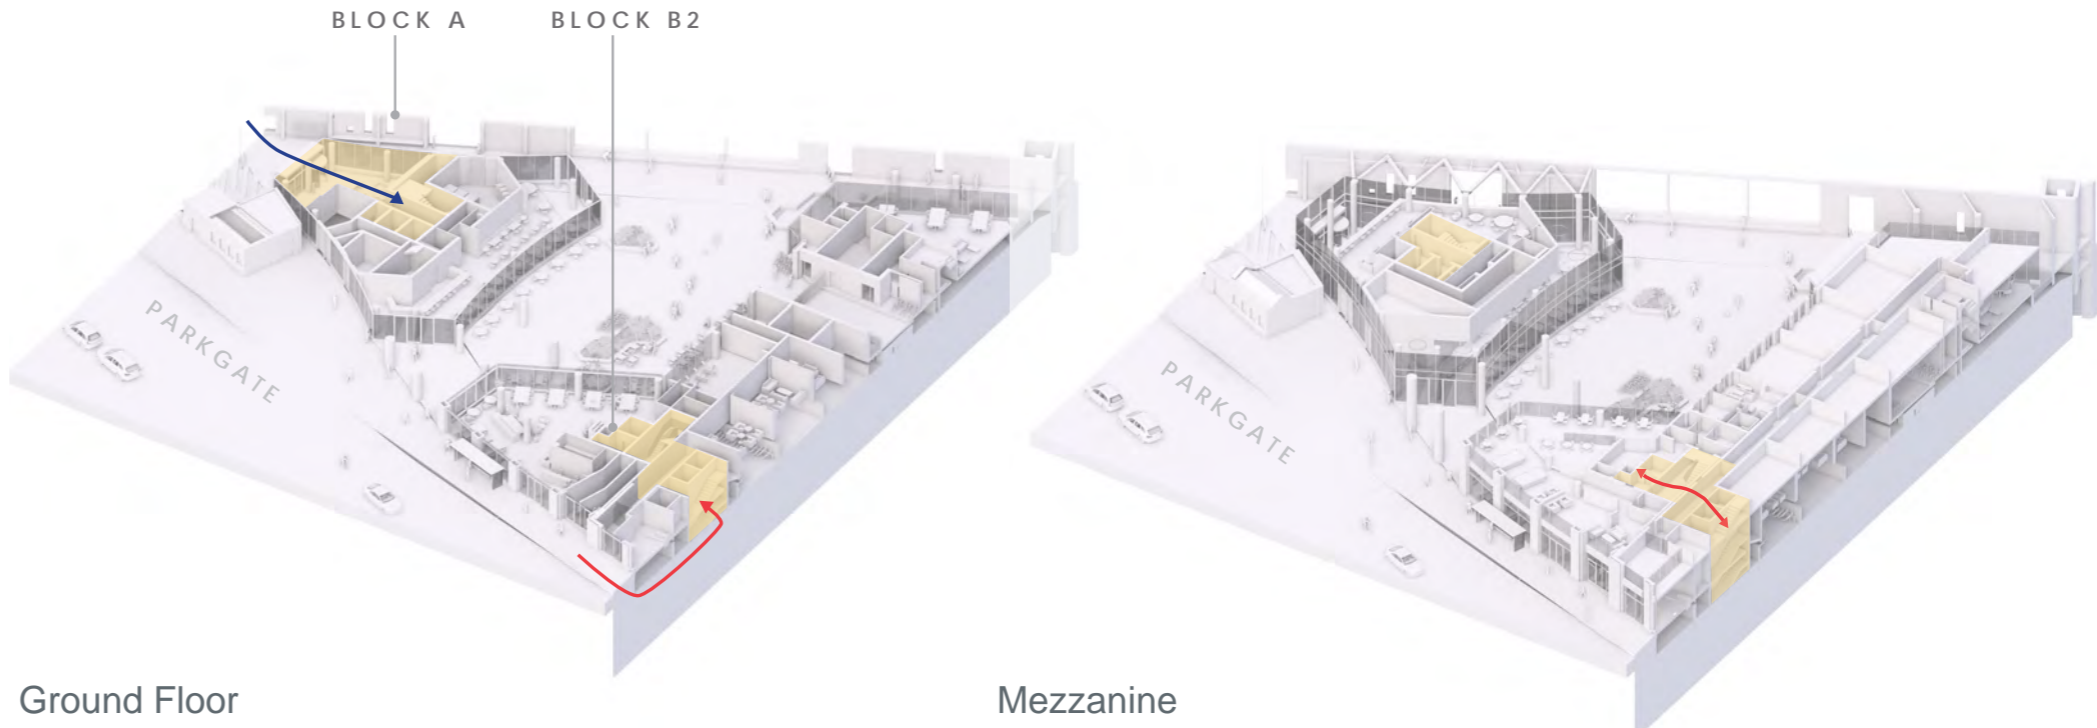 BLOCK A
BLOCK B2
PARKGATE
PARKGATE
Ground Floor
Mezzanine